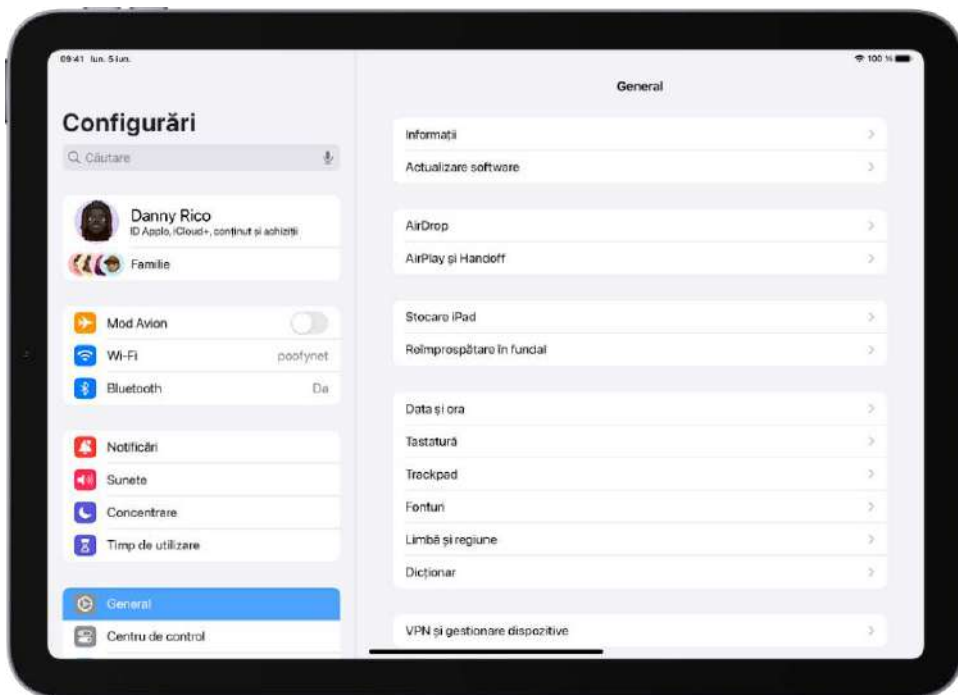 09:41 lun. 5 iun.
100 %
Configurări
Căutare
Danny Rico
ID Apple, iCloud+, conținut și achiziții
Familie
Mod Avion
Wi-Fi
poofynet
Bluetooth
Da
Notificări
Sunete
Concentrare
Timp de utilizare
General
Centru de control
General
Informații
Actualizare software
AirDrop
AirPlay și Handoff
Stocare iPad
Reîmprospătare în fundal
Data și ora
Tastatură
Trackpad
Fonturi
Limbă și regiune
Dicționar
VPN și gestionare dispozitive